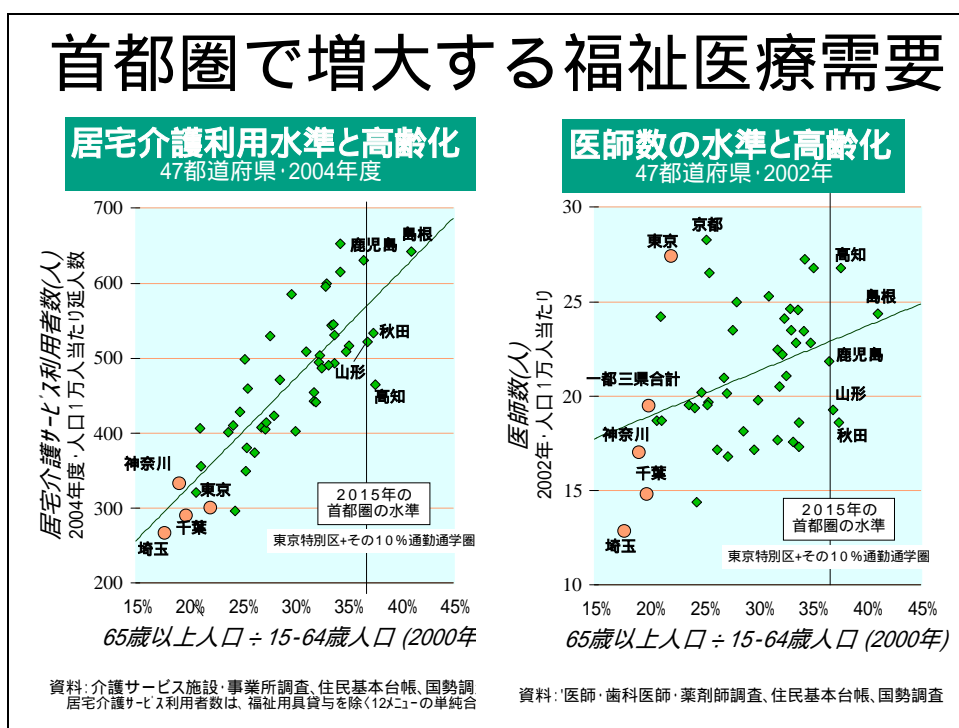 首都圏で増大する福祉医療需要
居宅介護利用水準と高齢化
47都道府県・2004年度
居宅介護サービス利用者数(人)
2004年度・人口1万人当たり延人数
700
600
500
400
300
200
鹿児島
島根
秋田
山形
高知
神奈川
東京
千葉
埼玉
2015年の
首都圏の水準
東京特別区+その10%通勤通学圏
15%
20%
25%
30%
35%
40%
45%
65歳以上人口÷15-64歳人口 (2000年
資料:介護サービス施設・事業所調査、住民基本台帳、国勢調
居宅介護サービス利用者数は、福祉用具貸与を除く12メニューの単純合
医師数の水準と高齢化
47都道府県・2002年
医師数(人)
2002年・人口1万人当たり
30
25
20
15
10
京都
東京
高知
島根
鹿児島
一都三県合計
山形
秋田
神奈川
千葉
埼玉
2015年の
首都圏の水準
東京特別区+その10%通勤通学圏
15%
20%
25%
30%
35%
40%
45%
65歳以上人口÷15-64歳人口 (2000年)
資料:'医師・歯科医師・薬剤師調査、住民基本台帳、国勢調査